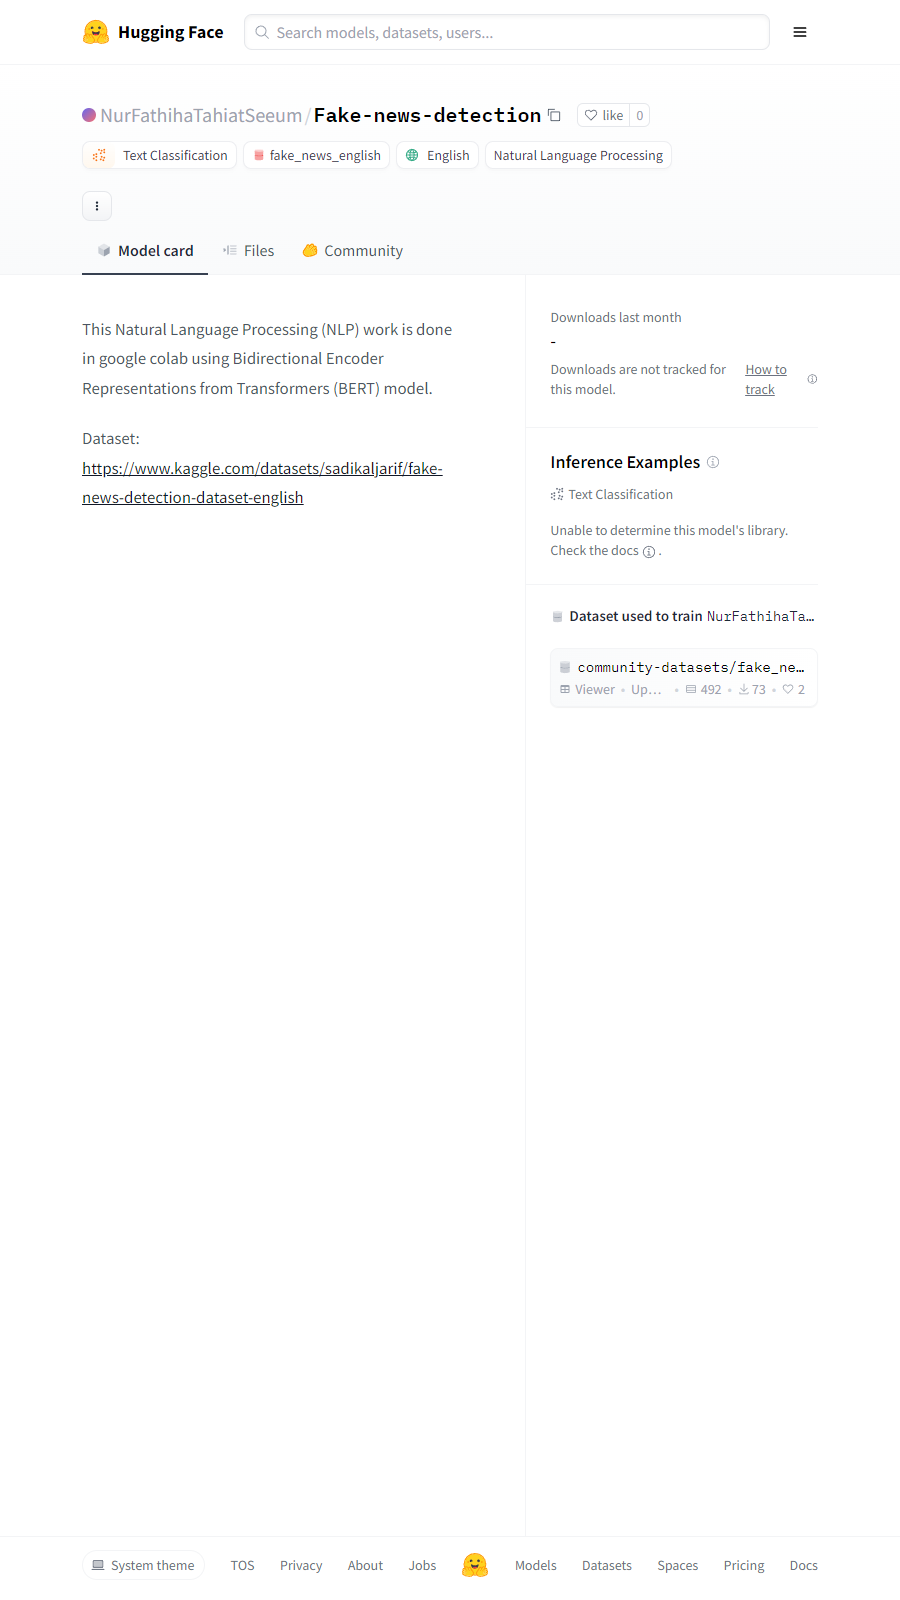 Hugging Face
Search models, datasets, users...
NurFathihaTahiatSeeum/Fake-news-detection
like 0
Text Classification
fake_news_english
English
Natural Language Processing
Model card
Files
Community
This Natural Language Processing (NLP) work is done
in google colab using Bidirectional Encoder
Representations from Transformers (BERT) model.
Dataset:
https://www.kaggle.com/datasets/sadikaljarif/fake-
news-detection-dataset-english
Downloads last month
-
Downloads are not tracked for
this model.
How to
track
Inference Examples
Text Classification
Unable to determine this model's library.
Check the docs .
Dataset used to train NurFathihaTa…
community-datasets/fake_ne…
Viewer • Up… • 492 • 73 • 2
System theme
TOS
Privacy
About
Jobs
Models
Datasets
Spaces
Pricing
Docs